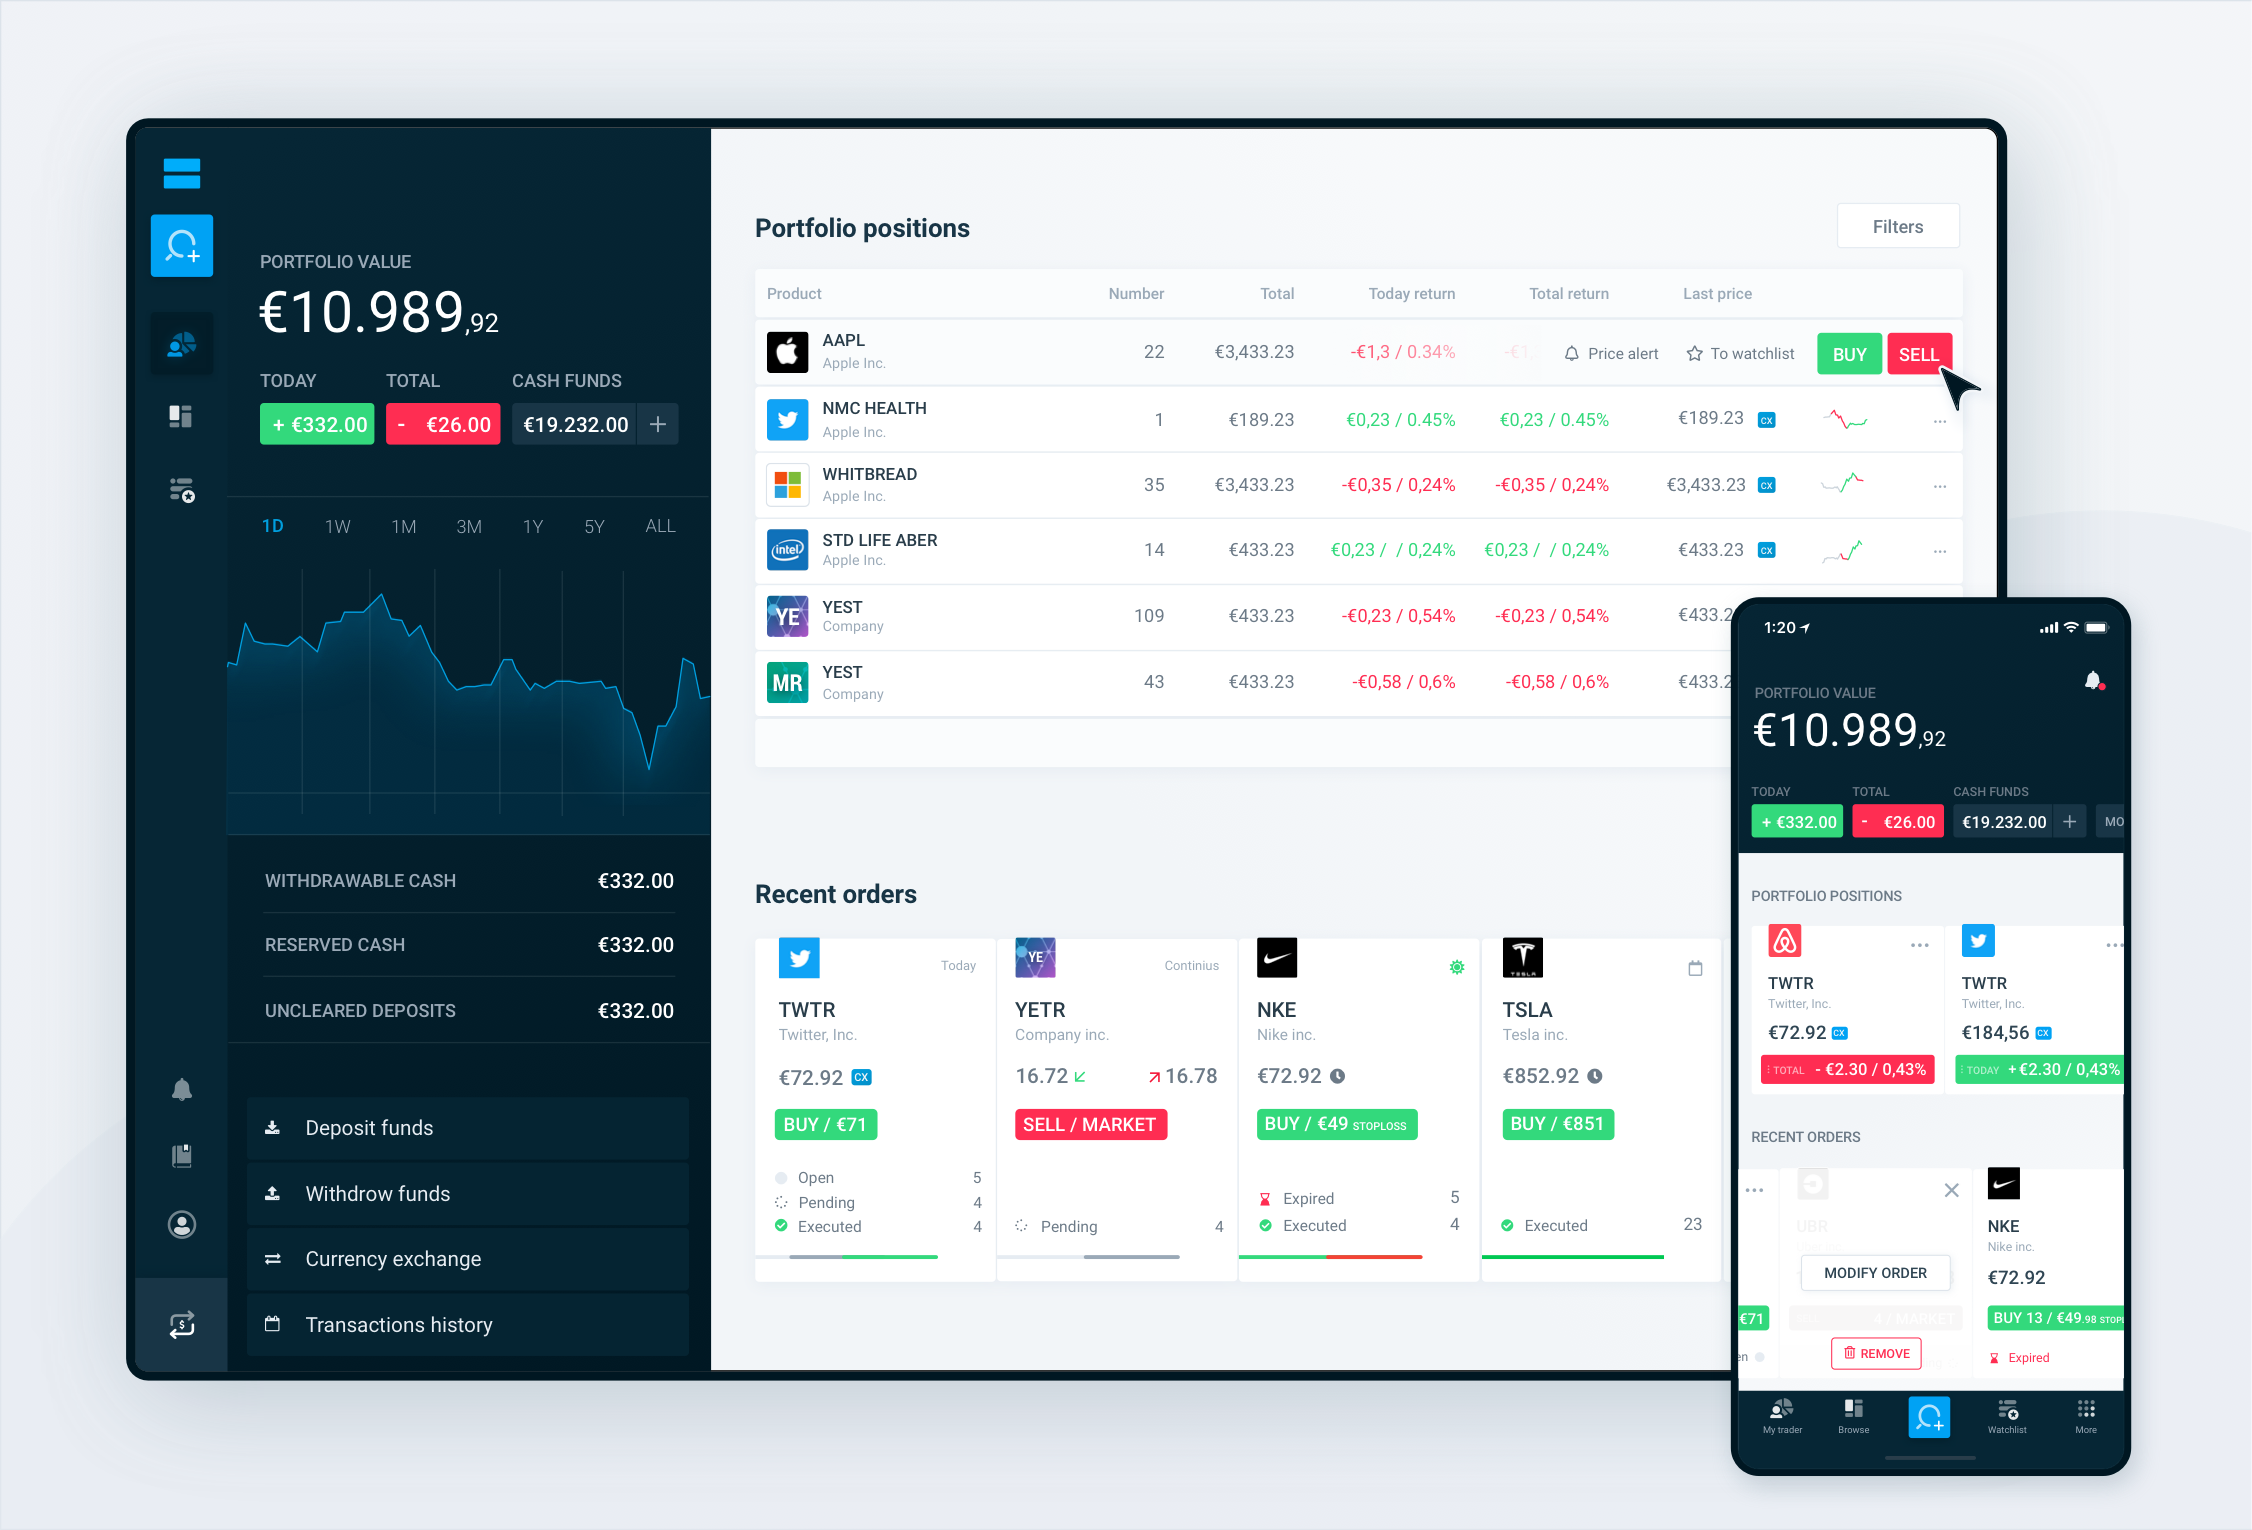 PORTFOLIO VALUE
€10.989,92
TODAY TOTAL CASH FUNDS
+ €332.00 - €26.00 €19.232.00 +
1D 1W 1M 3M 1Y 5Y ALL
WITHDRAWABLE CASH €332.00
RESERVED CASH €332.00
UNCLEARED DEPOSITS €332.00
Deposit funds
Withdrow funds
Currency exchange
Transactions history
Portfolio positions
Filters
Product Number Total Today return Total return Last price
AAPL
Apple Inc.
22 €3,433.23 -€1,3 / 0.34% -€1, Price alert To watchlist BUY SELL
NMC HEALTH
Apple Inc.
1 €189.23 €0,23 / 0.45% €0,23 / 0.45% €189.23 CX ...
WHITBREAD
Apple Inc.
35 €3,433.23 -€0,35 / 0,24% -€0,35 / 0,24% €3,433.23 CX ...
intel
STD LIFE ABER
Apple Inc.
14 €433.23 €0,23 / / 0,24% €0,23 / / 0,24% €433.23 CX ...
YE
YEST
Company
109 €433.23 -€0,23 / 0,54% -€0,23 / 0,54% €433.2
MR
YEST
Company
43 €433.23 -€0,58 / 0,6% -€0,58 / 0,6% €433.2
Recent orders
Today
TWTR
Twitter, Inc.
€72.92 CX
BUY / €71
Open 5
Pending 4
Executed 4
YE
Continius
YETR
Company inc.
16.72 16.78
SELL / MARKET
Pending 4
NKE
Nike inc.
€72.92
BUY / €49 STOPLOSS
Expired 5
Executed 4
TESLA
TSLA
Tesla inc.
€852.92
BUY / €851
Executed 23
1:20
PORTFOLIO VALUE
€10.989,92
TODAY TOTAL CASH FUNDS
+ €332.00 - €26.00 €19.232.00 + MO
PORTFOLIO POSITIONS
...
TWTR
Twitter, Inc.
€72.92 CX
TOTAL - €2.30 / 0,43%
...
TWTR
Twitter, Inc.
€184,56 CX
TODAY +€2.30 / 0,43%
RECENT ORDERS
...
€71
en
UBR
MODIFY ORDER
4 / MARKET
REMOVE
NKE
Nike inc.
€72.92
BUY 13 / €49.98 STOPL
Expired
My trader Browse Watchlist More